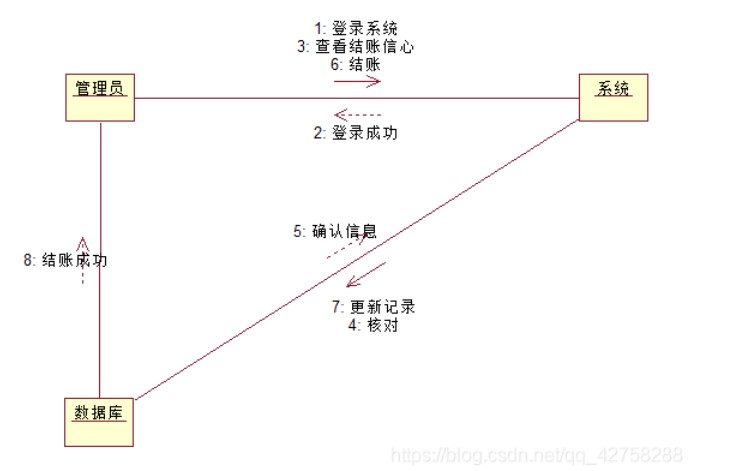 1: 登录系统
3: 查看结账信心
6: 结账
管理员
系统
2: 登录成功
5: 确认信息
8: 结账成功
7: 更新记录
4: 核对
数据库
https://blog.csdn.net/qq_42758288